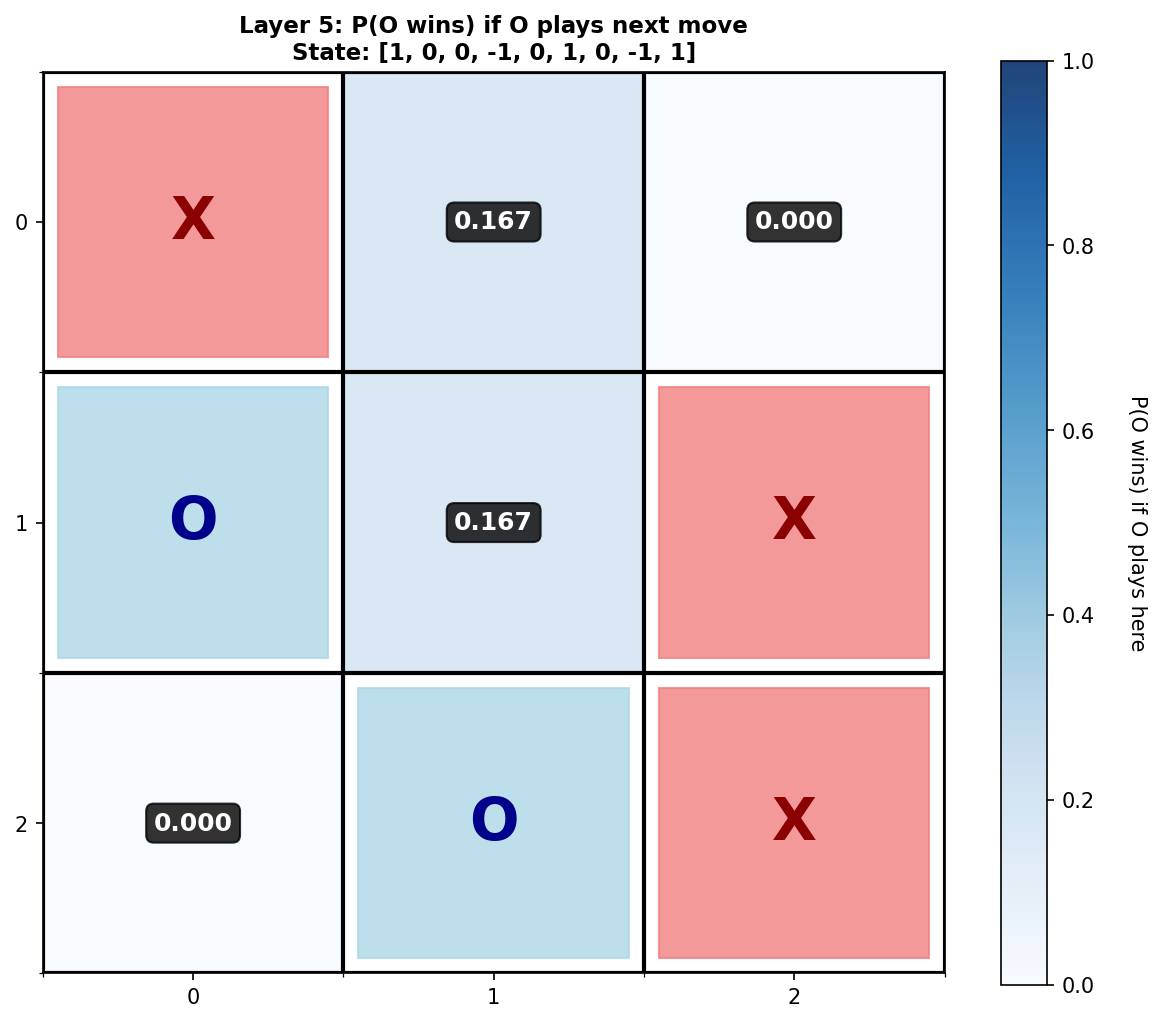 Layer 5: P(O wins) if O plays next move
State: [1, 0, 0, -1, 0, 1, 0, -1, 1]
X
0.167
0.000
O
0.167
X
0.000
O
X
0
1
2
0
1
2
1.0
0.8
0.6
0.4
0.2
0.0
P(O wins) if O plays here